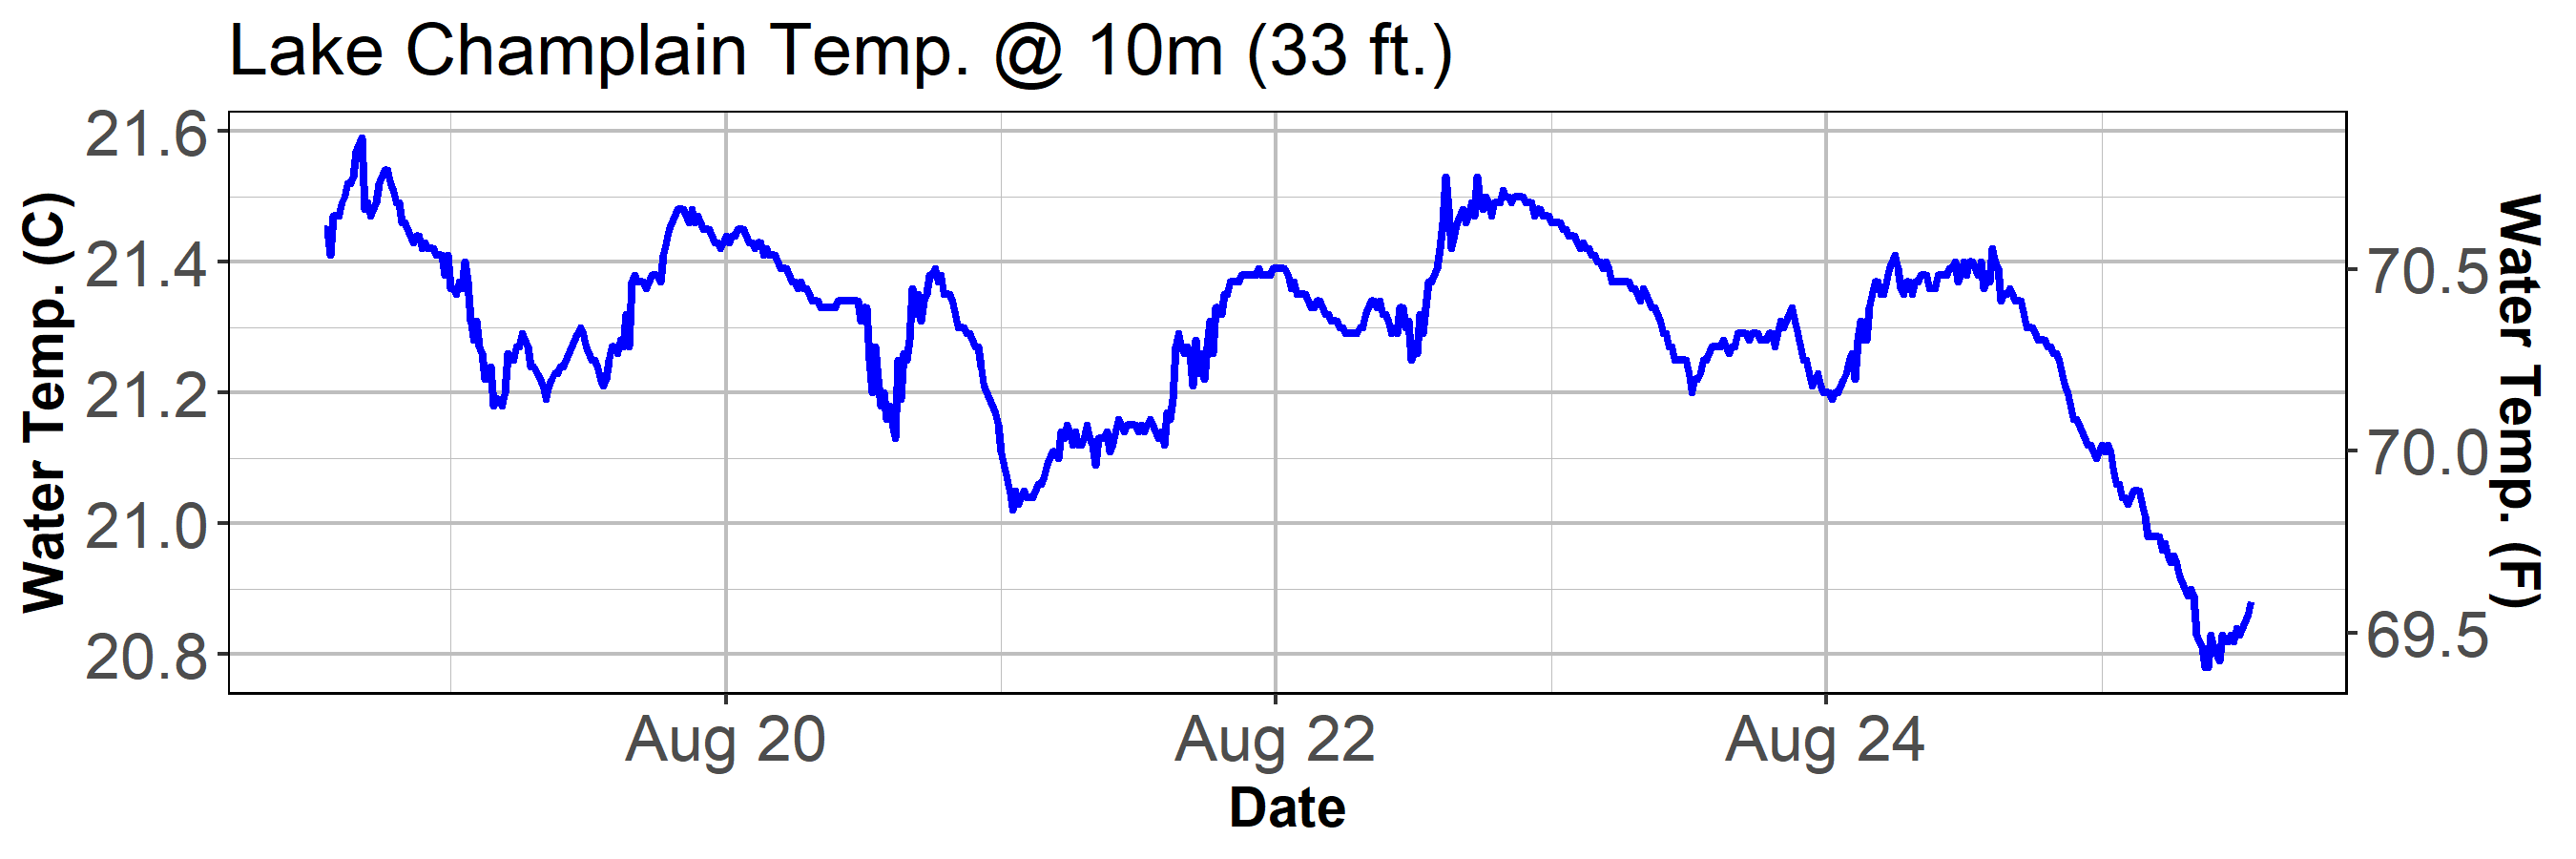 Lake Champlain Temp. @ 10m (33 ft.)
Water Temp. (C)
21.6
21.4
21.2
21.0
20.8
70.5
70.0
69.5
Water Temp. (F)
Aug 20
Aug 22
Aug 24
Date